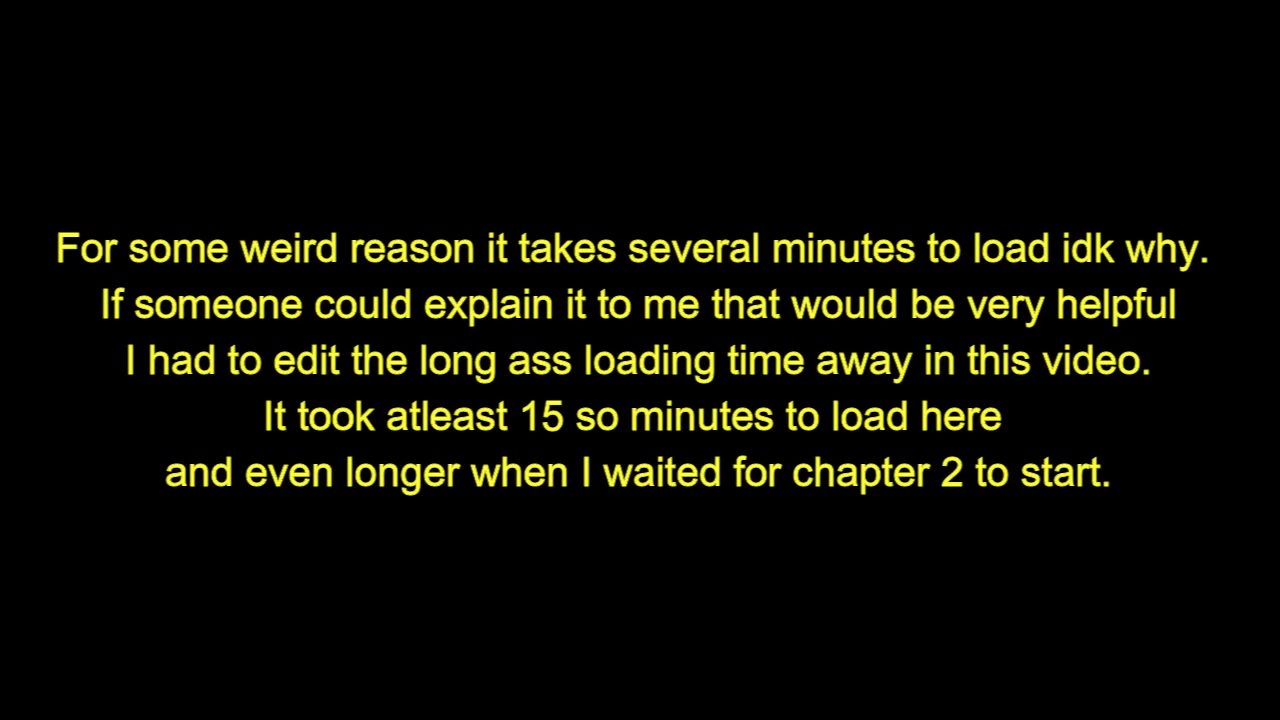 For some weird reason it takes several minutes to load idk why.
If someone could explain it to me that would be very helpful
I had to edit the long ass loading time away in this video.
It took atleast 15 so minutes to load here
and even longer when I waited for chapter 2 to start.